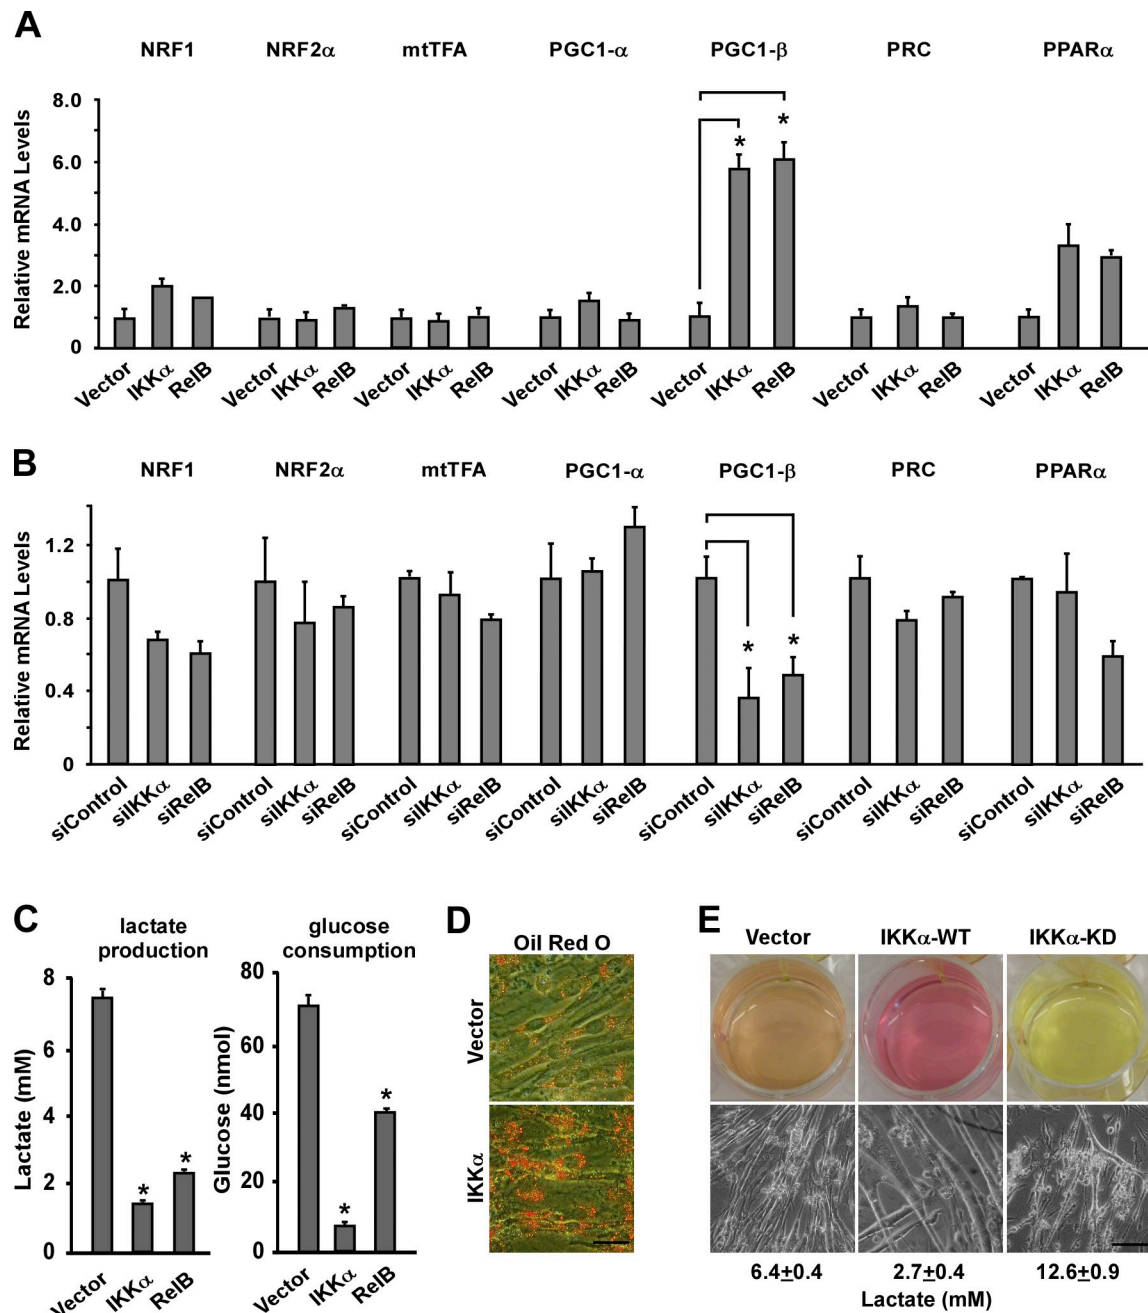 A
NRF1 NRF2α mtTFA PGC1-α PGC1-β PRC PPARα
Relative mRNA Levels
8.0
6.0
4.0
2.0
0
* *
Vector IKKα RelB Vector IKKα RelB Vector IKKα RelB Vector IKKα RelB Vector IKKα RelB Vector IKKα RelB Vector IKKα RelB
B
NRF1 NRF2α mtTFA PGC1-α PGC1-β PRC PPARα
Relative mRNA Levels
1.2
0.8
0.4
0
* *
siControl siIKKα siRelB siControl siIKKα siRelB siControl siIKKα siRelB siControl siIKKα siRelB siControl siIKKα siRelB siControl siIKKα siRelB siControl siIKKα siRelB
C
lactate
production
Lactate (mM)
8
6
4
2
0
* *
Vector IKKα RelB
glucose
consumption
Glucose (nmol)
80
60
40
20
0
* *
Vector IKKα RelB
D
Oil Red O
Vector
IKKα
E
Vector IKKα-WT IKKα-KD
6.4±0.4 2.7±0.4 12.6±0.9
Lactate (mM)